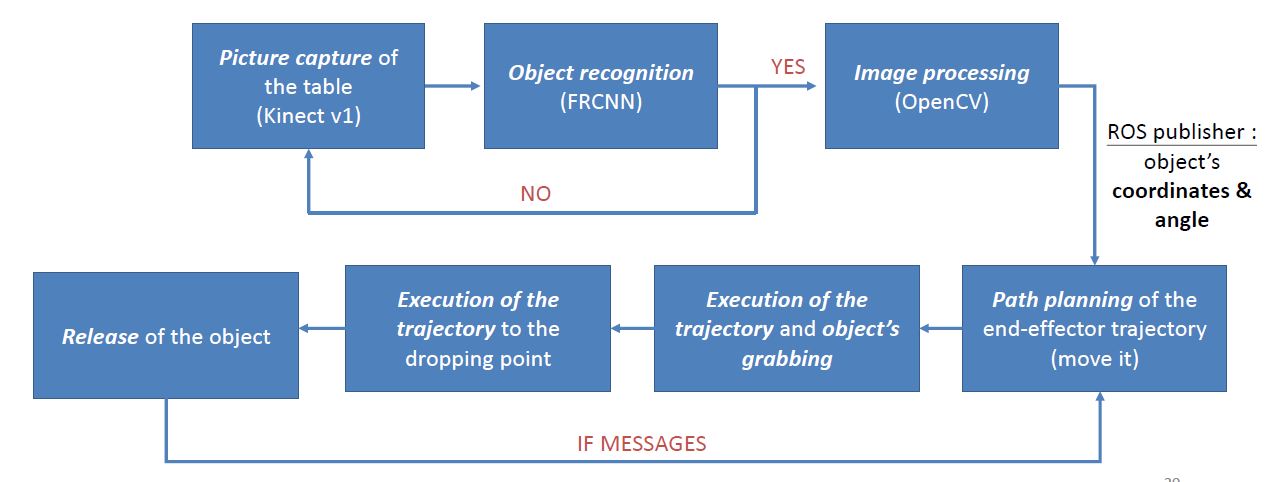 Picture capture of
the table
(Kinect v1)
Object recognition
(FRCNN)
YES
Image processing
(OpenCV)
NO
ROS publisher :
object's
coordinates &
angle
Release of the object
Execution of the
trajectory to the
dropping point
Execution of the
trajectory and object's
grabbing
Path planning of the
end-effector trajectory
(move it)
IF MESSAGES